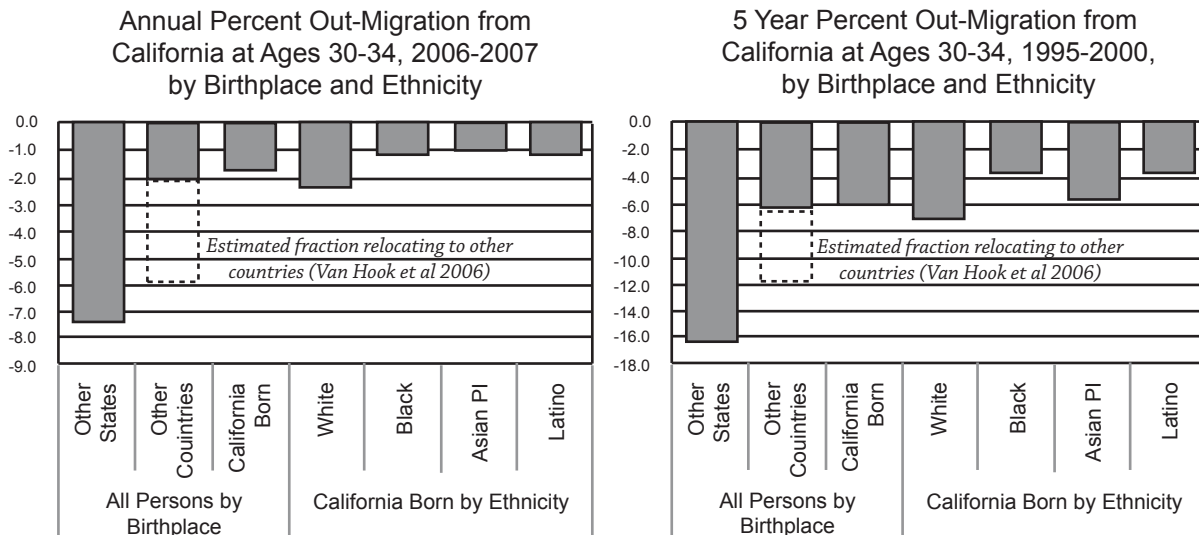 Annual Percent Out-Migration from
California at Ages 30-34, 2006-2007
by Birthplace and Ethnicity
0.0
-1.0
-2.0
-3.0
-4.0
-5.0
-6.0
-7.0
-8.0
-9.0
Estimated fraction relocating to other
countries (Van Hook et al 2006)
Other
States
Other
Couintries
California
Born
White
Black
Asian PI
Latino
All Persons by
Birthplace
California Born by Ethnicity
5 Year Percent Out-Migration from
California at Ages 30-34, 1995-2000,
by Birthplace and Ethnicity
0.0
-2.0
-4.0
-6.0
-8.0
-10.0
-12.0
-14.0
-16.0
-18.0
Estimated fraction relocating to other
countries (Van Hook et al 2006)
Other
States
Other
Countries
California
Born
White
Black
Asian PI
Latino
All Persons by
Birthplace
California Born by Ethnicity